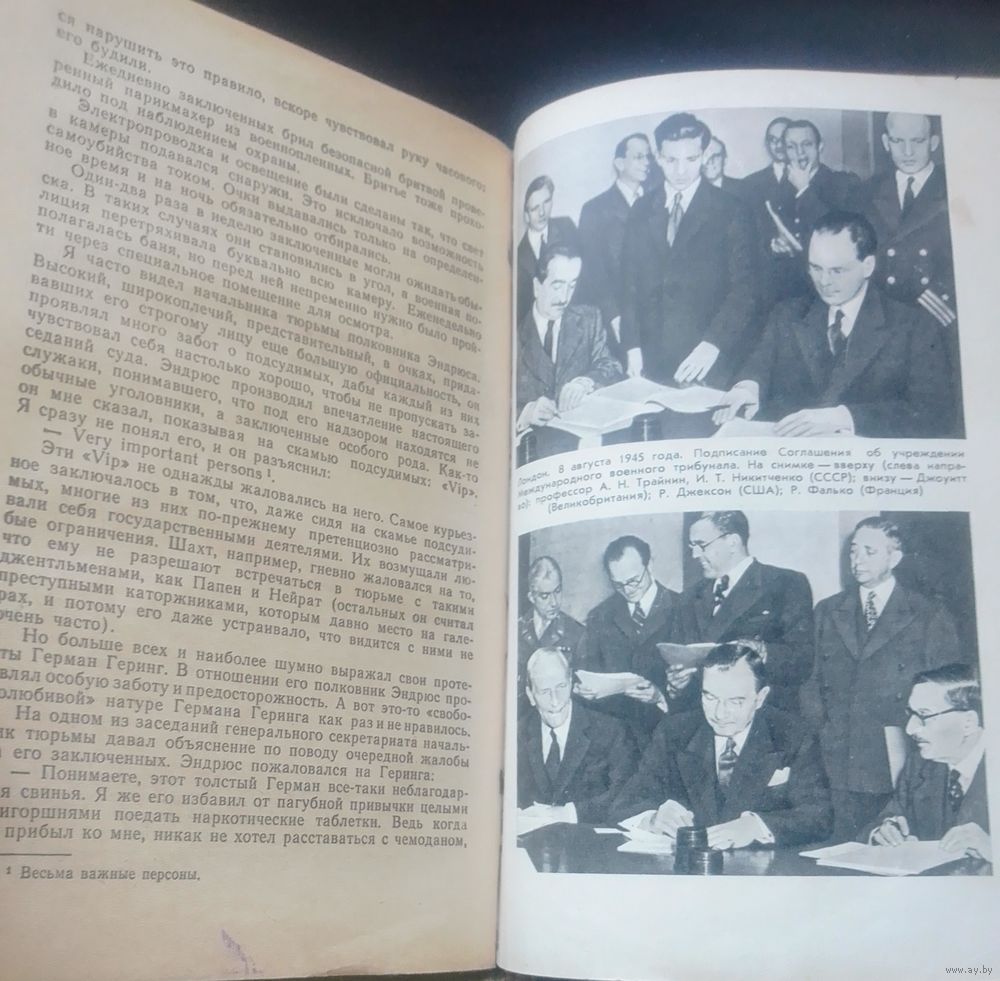 ся нарушить это правило, вскоре чувствовал руку часового:
его будили.
Ежедневно заключенных брил безопасной бритвой прове-
ренный парикмахер из военнопленных. Бритье тоже прохо-
дило под наблюдением охраны.
Электропроводка и освещение были сделаны так, что свет
в камеры подавался снаружи. Это исключало возможность
самоубийства током. Очки выдавались только на определен-
ное время и на ночь обязательно отбирались.
Один-два раза в неделю заключенные могли ожидать обы-
ска. В таких случаях они становились в угол, а военная по-
лиция перетряхивала буквально всю камеру. Еженедельно
полагалась баня, но перед ней непременно нужно было прой-
ти через специальное помещение для осмотра.
Я часто видел начальника тюрьмы полковника Эндрюса.
Высокий, широкоплечий, представительный, в очках, прида-
вавших его строгому лицу еще большую официальность, он
проявлял много забот о подсудимых, дабы каждый из них
чувствовал себя настолько хорошо, чтобы не пропускать за-
седаний суда. Эндрюс производил впечатление настоящего
служаки, понимавшего, что под его надзором находятся не
обычные уголовники, а заключенные особого рода. Как-то
он мне сказал, показывая на скамью подсудимых: «Vip».
Я сразу не понял его, и он разъяснил:
— Very important persons ¹.
Эти «Vip» не однажды жаловались на него. Самое курьез-
ное заключалось в том, что, даже сидя на скамье подсуди-
мых, многие из них по-прежнему претенциозно рассматри-
вали себя государственными деятелями. Их возмущали лю-
бые ограничения. Шахт, например, гневно жаловался на то,
что ему не разрешают встречаться в тюрьме с такими
джентльменами, как Папен и Нейрат (остальных он считал
преступными каторжниками, которым давно место на гале-
рах, и потому его даже устраивало, что видится с ними не
очень часто).
Но больше всех и наиболее шумно выражал свои проте-
ты Герман Геринг. В отношении его полковник Эндрюс про-
влял особую заботу и предосторожность. А вот это-то «свобо-
олюбивой» натуре Германа Геринга как раз и не нравилось.
На одном из заседаний генерального секретариата началь-
ик тюрьмы давал объяснение по поводу очередной жалобы
его заключенных. Эндрюс пожаловался на Геринга:
— Понимаете, этот толстый Герман все-таки неблагодар-
я свинья. Я же его избавил от пагубной привычки целыми
игоршнями поедать наркотические таблетки. Ведь когда
прибыл ко мне, никак не хотел расставаться с чемоданом,
¹ Весьма важные персоны.
Лондон. 8 августа 1945 года. Подписание Соглашения об учреждении
Международного военного трибунала. На снимке — вверху (слева напра-
во): профессор А. Н. Трайнин, И. Т. Никитченко (СССР); внизу — Джоуитт
(Великобритания); Р. Джексон (США); Р. Фалько (Франция)
www.ay.by